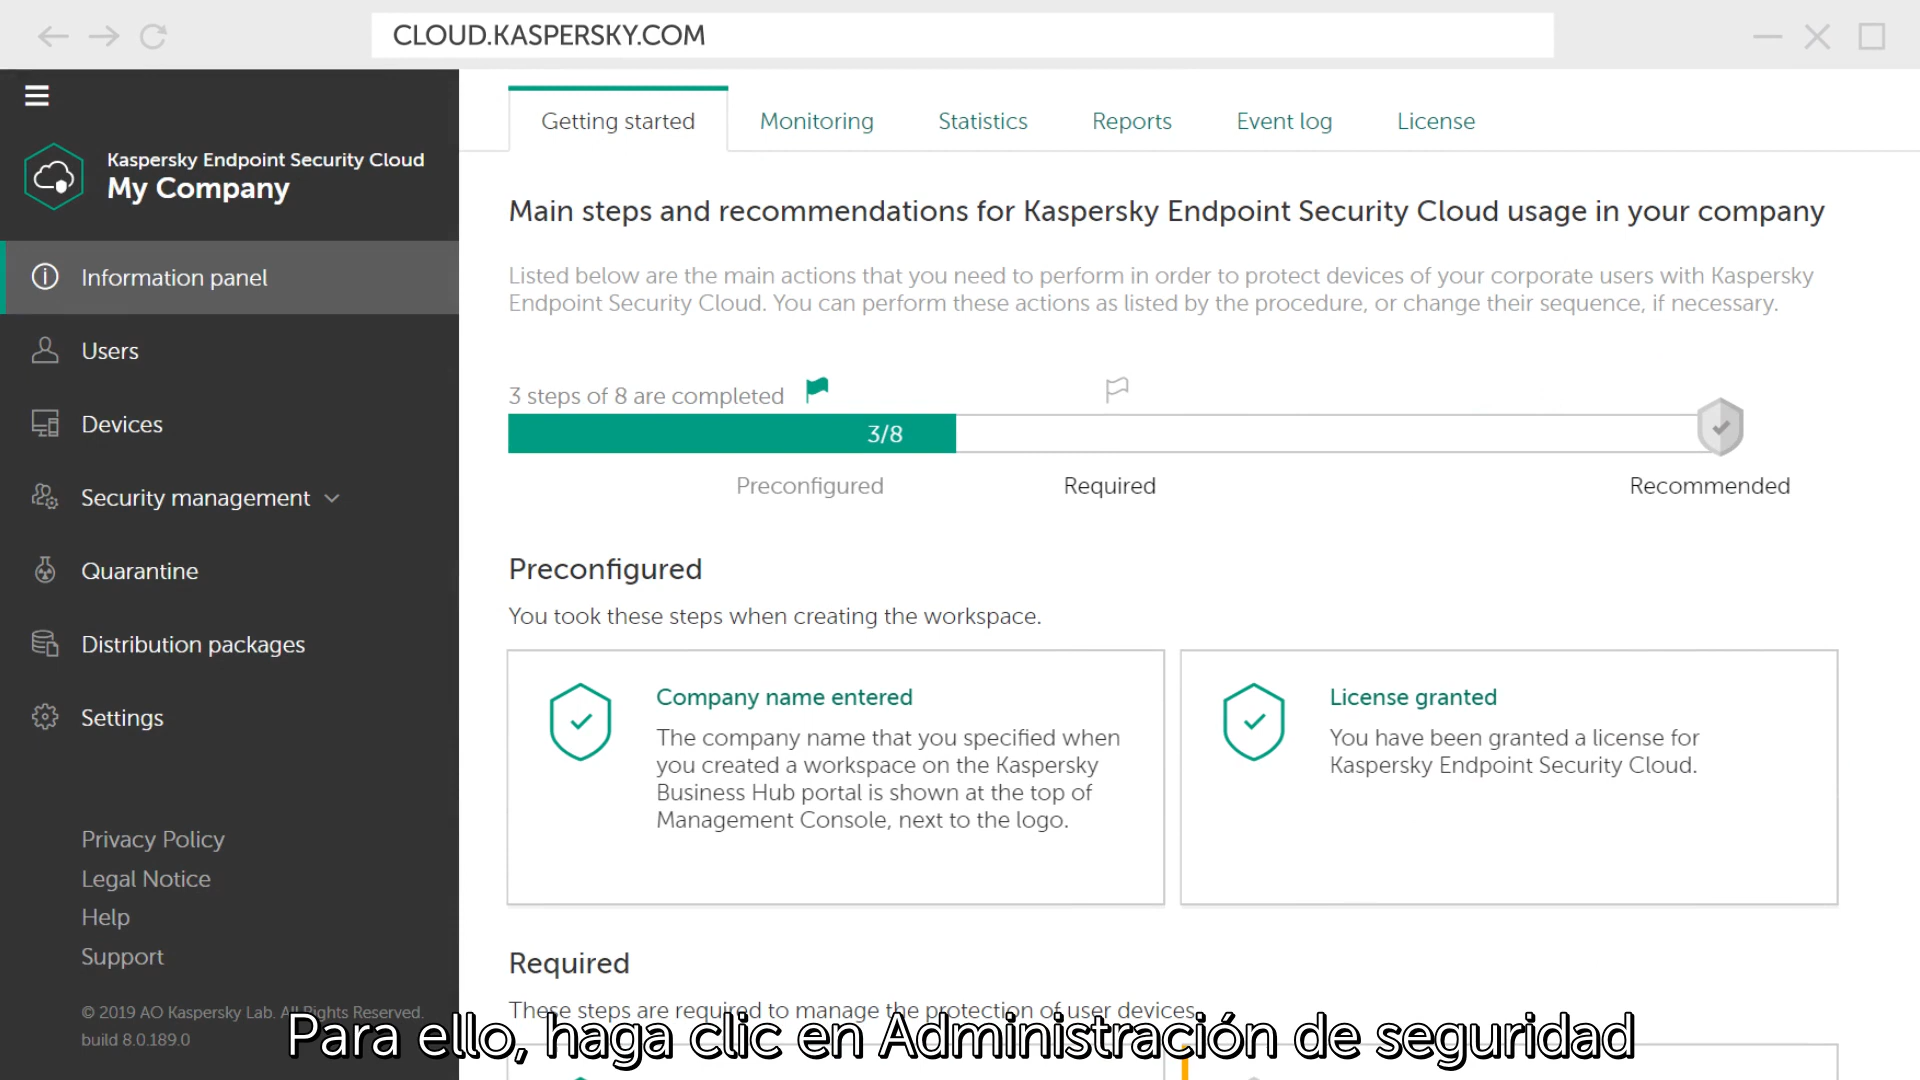 CLOUD.KASPERSKY.COM
Kaspersky Endpoint Security Cloud
My Company
Information panel
Users
Devices
Security management
Quarantine
Distribution packages
Settings
Privacy Policy
Legal Notice
Help
Support
© 2019 AO Kaspersky Lab. All Rights Reserved.
build 8.0.189.0
Getting started
Monitoring
Statistics
Reports
Event log
License
Main steps and recommendations for Kaspersky Endpoint Security Cloud usage in your company
Listed below are the main actions that you need to perform in order to protect devices of your corporate users with Kaspersky
Endpoint Security Cloud. You can perform these actions as listed by the procedure, or change their sequence, if necessary.
3 steps of 8 are completed
3/8
Preconfigured
Required
Recommended
Preconfigured
You took these steps when creating the workspace.
Company name entered
The company name that you specified when
you created a workspace on the Kaspersky
Business Hub portal is shown at the top of
Management Console, next to the logo.
License granted
You have been granted a license for
Kaspersky Endpoint Security Cloud.
Required
These steps are required to manage the protection of user devices.
Para ello, haga clic en Administración de seguridad